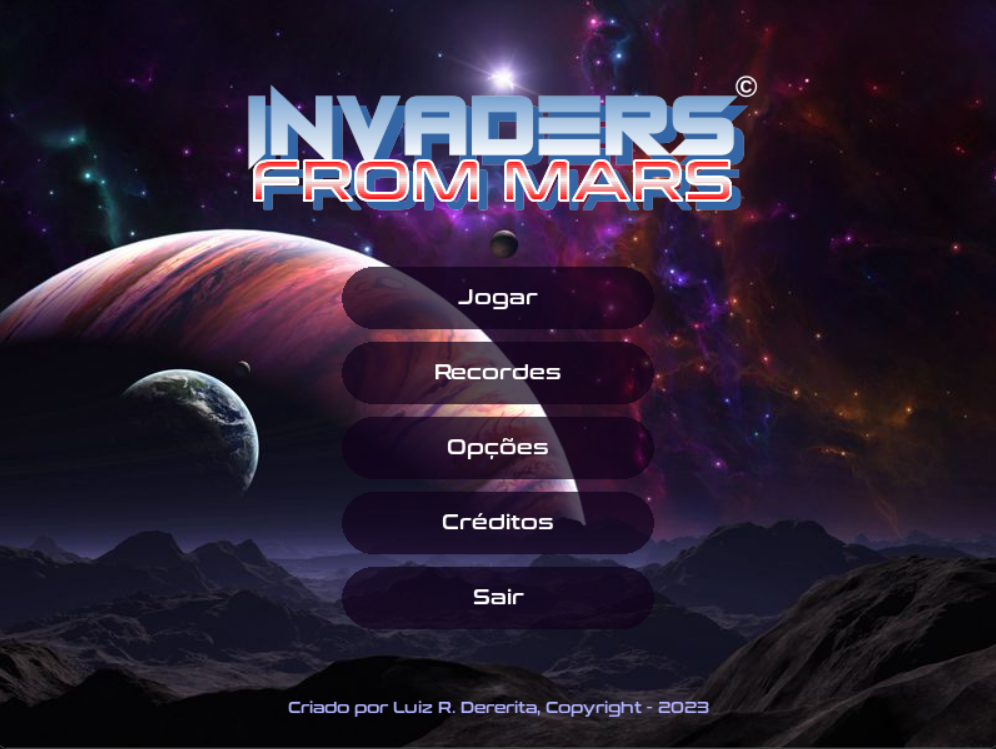 INVADERS ©
FROM MARS
Jogar
Recordes
Opções
Créditos
Sair
Criado por Luiz R. Dererita, Copyright - 2023